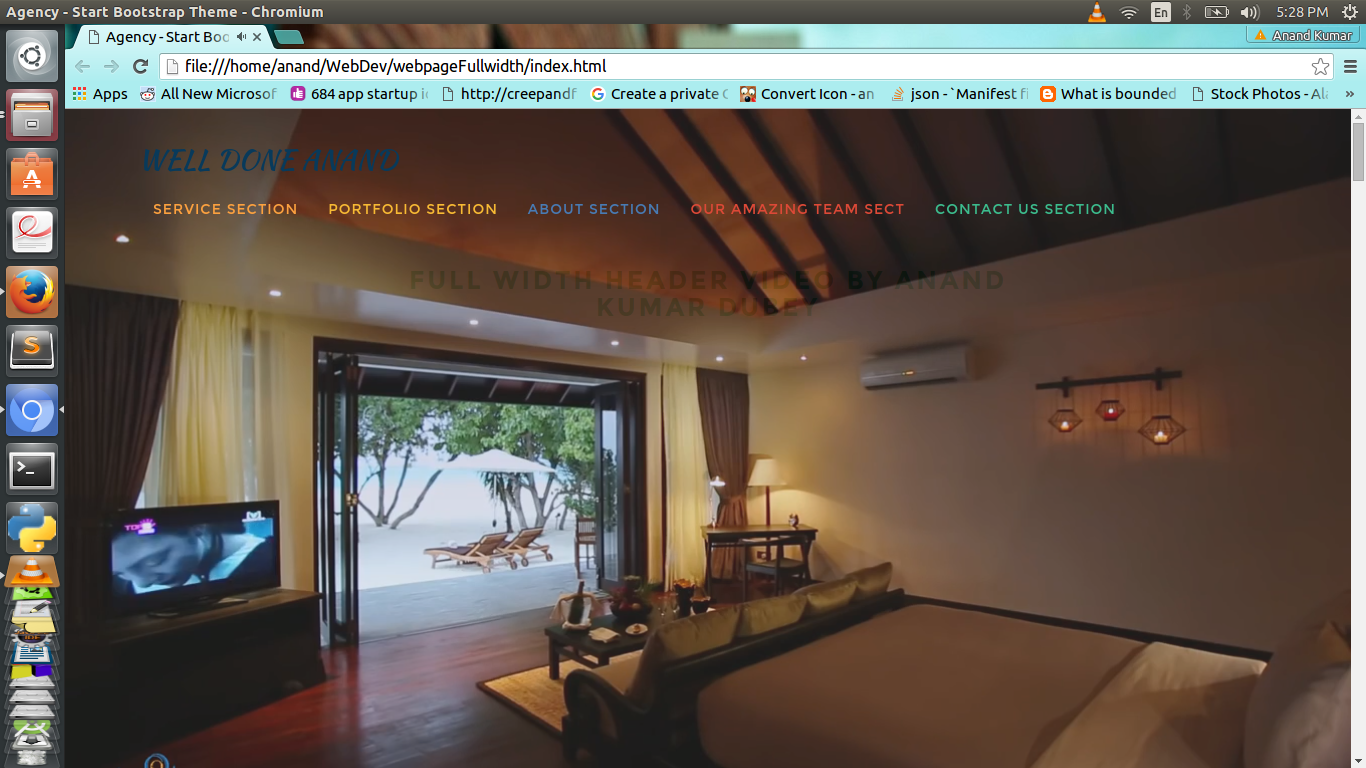 Agency - Start Bootstrap Theme - Chromium
En
5:28 PM
Agency - Start Boo
Anand Kumar
file:///home/anand/WebDev/webpageFullwidth/index.html
Apps
All New Microsof
684 app startup i
http://creepandf
Create a private
Convert Icon - an
json - `Manifest fi
What is bounded
Stock Photos - Al
»
WELL DONE ANAND
SERVICE SECTION
PORTFOLIO SECTION
ABOUT SECTION
OUR AMAZING TEAM SECT
CONTACT US SECTION
FULL WIDTH HEADER VIDEO BY ANAND
KUMAR DUBEY